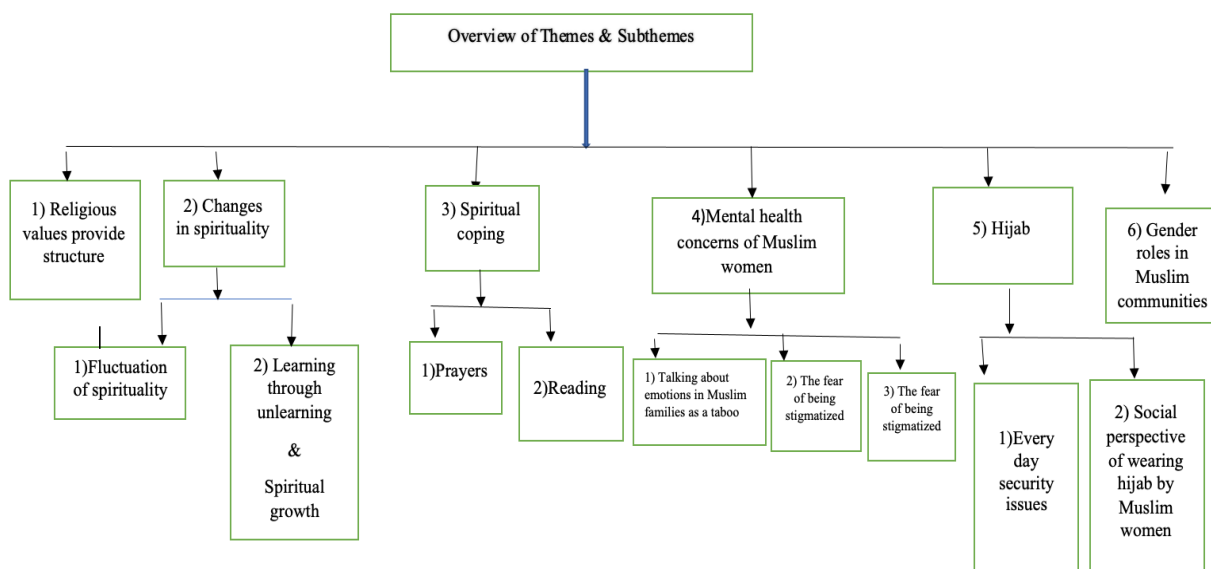 Overview of Themes & Subthemes
1) Religious
values provide
structure
2) Changes
in spirituality
3) Spiritual
coping
4)Mental health
concerns of Muslim
women
5) Hijab
6) Gender
roles in
Muslim
communities
1)Fluctuation
of spirituality
2) Learning
through
unlearning
&
Spiritual
growth
1)Prayers
2)Reading
1) Talking about
emotions in Muslim
families as a taboo
2) The fear
of being
stigmatized
3) The fear
of being
stigmatized
1)Every
day
security
issues
2) Social
perspective
of wearing
hijab by
Muslim
women